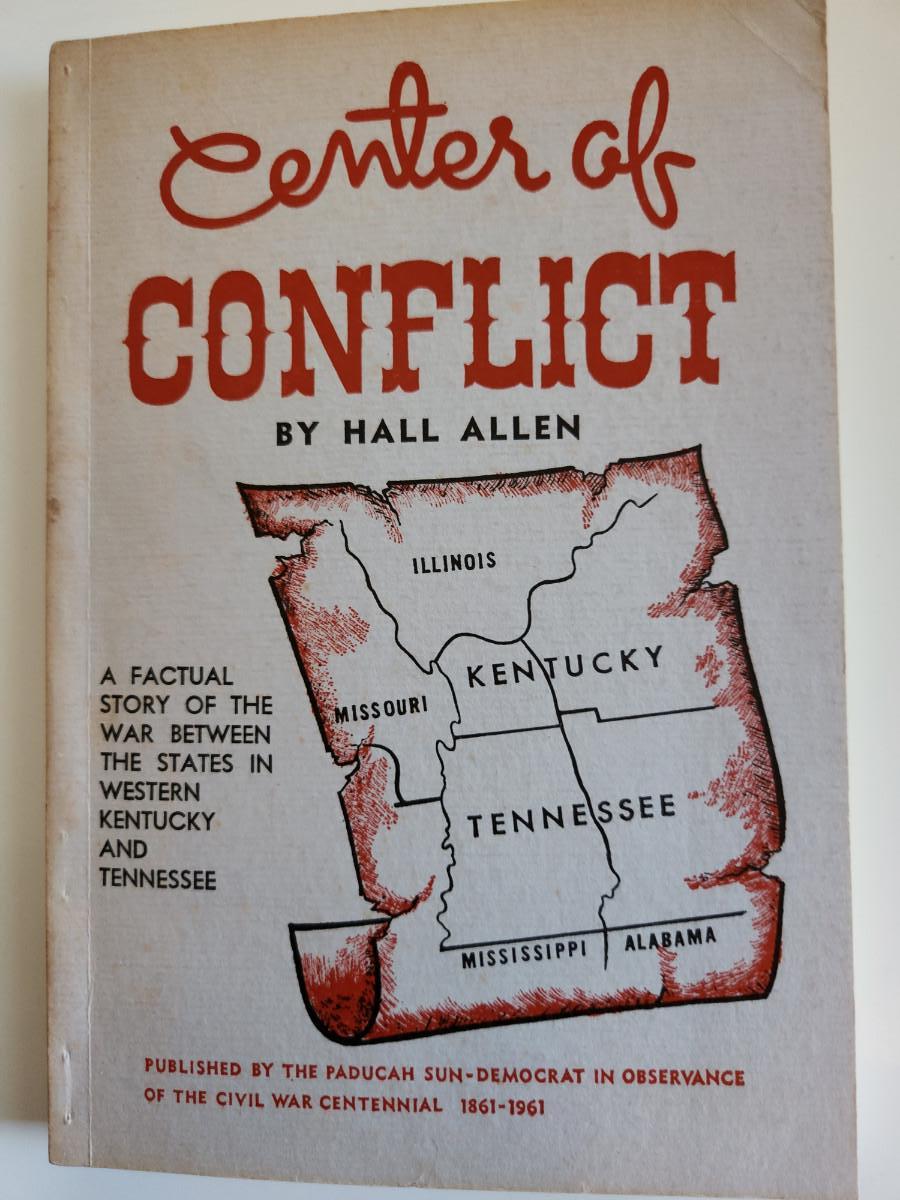 Center of
CONFLICT
BY HALL ALLEN
ILLINOIS
KENTUCKY
MISSOURI
TENNESSEE
MISSISSIPPI
ALABAMA
A FACTUAL
STORY OF THE
WAR BETWEEN
THE STATES IN
WESTERN
KENTUCKY
AND
TENNESSEE
PUBLISHED BY THE PADUCAH SUN-DEMOCRAT IN OBSERVANCE
OF THE CIVIL WAR CENTENNIAL 1861-1961